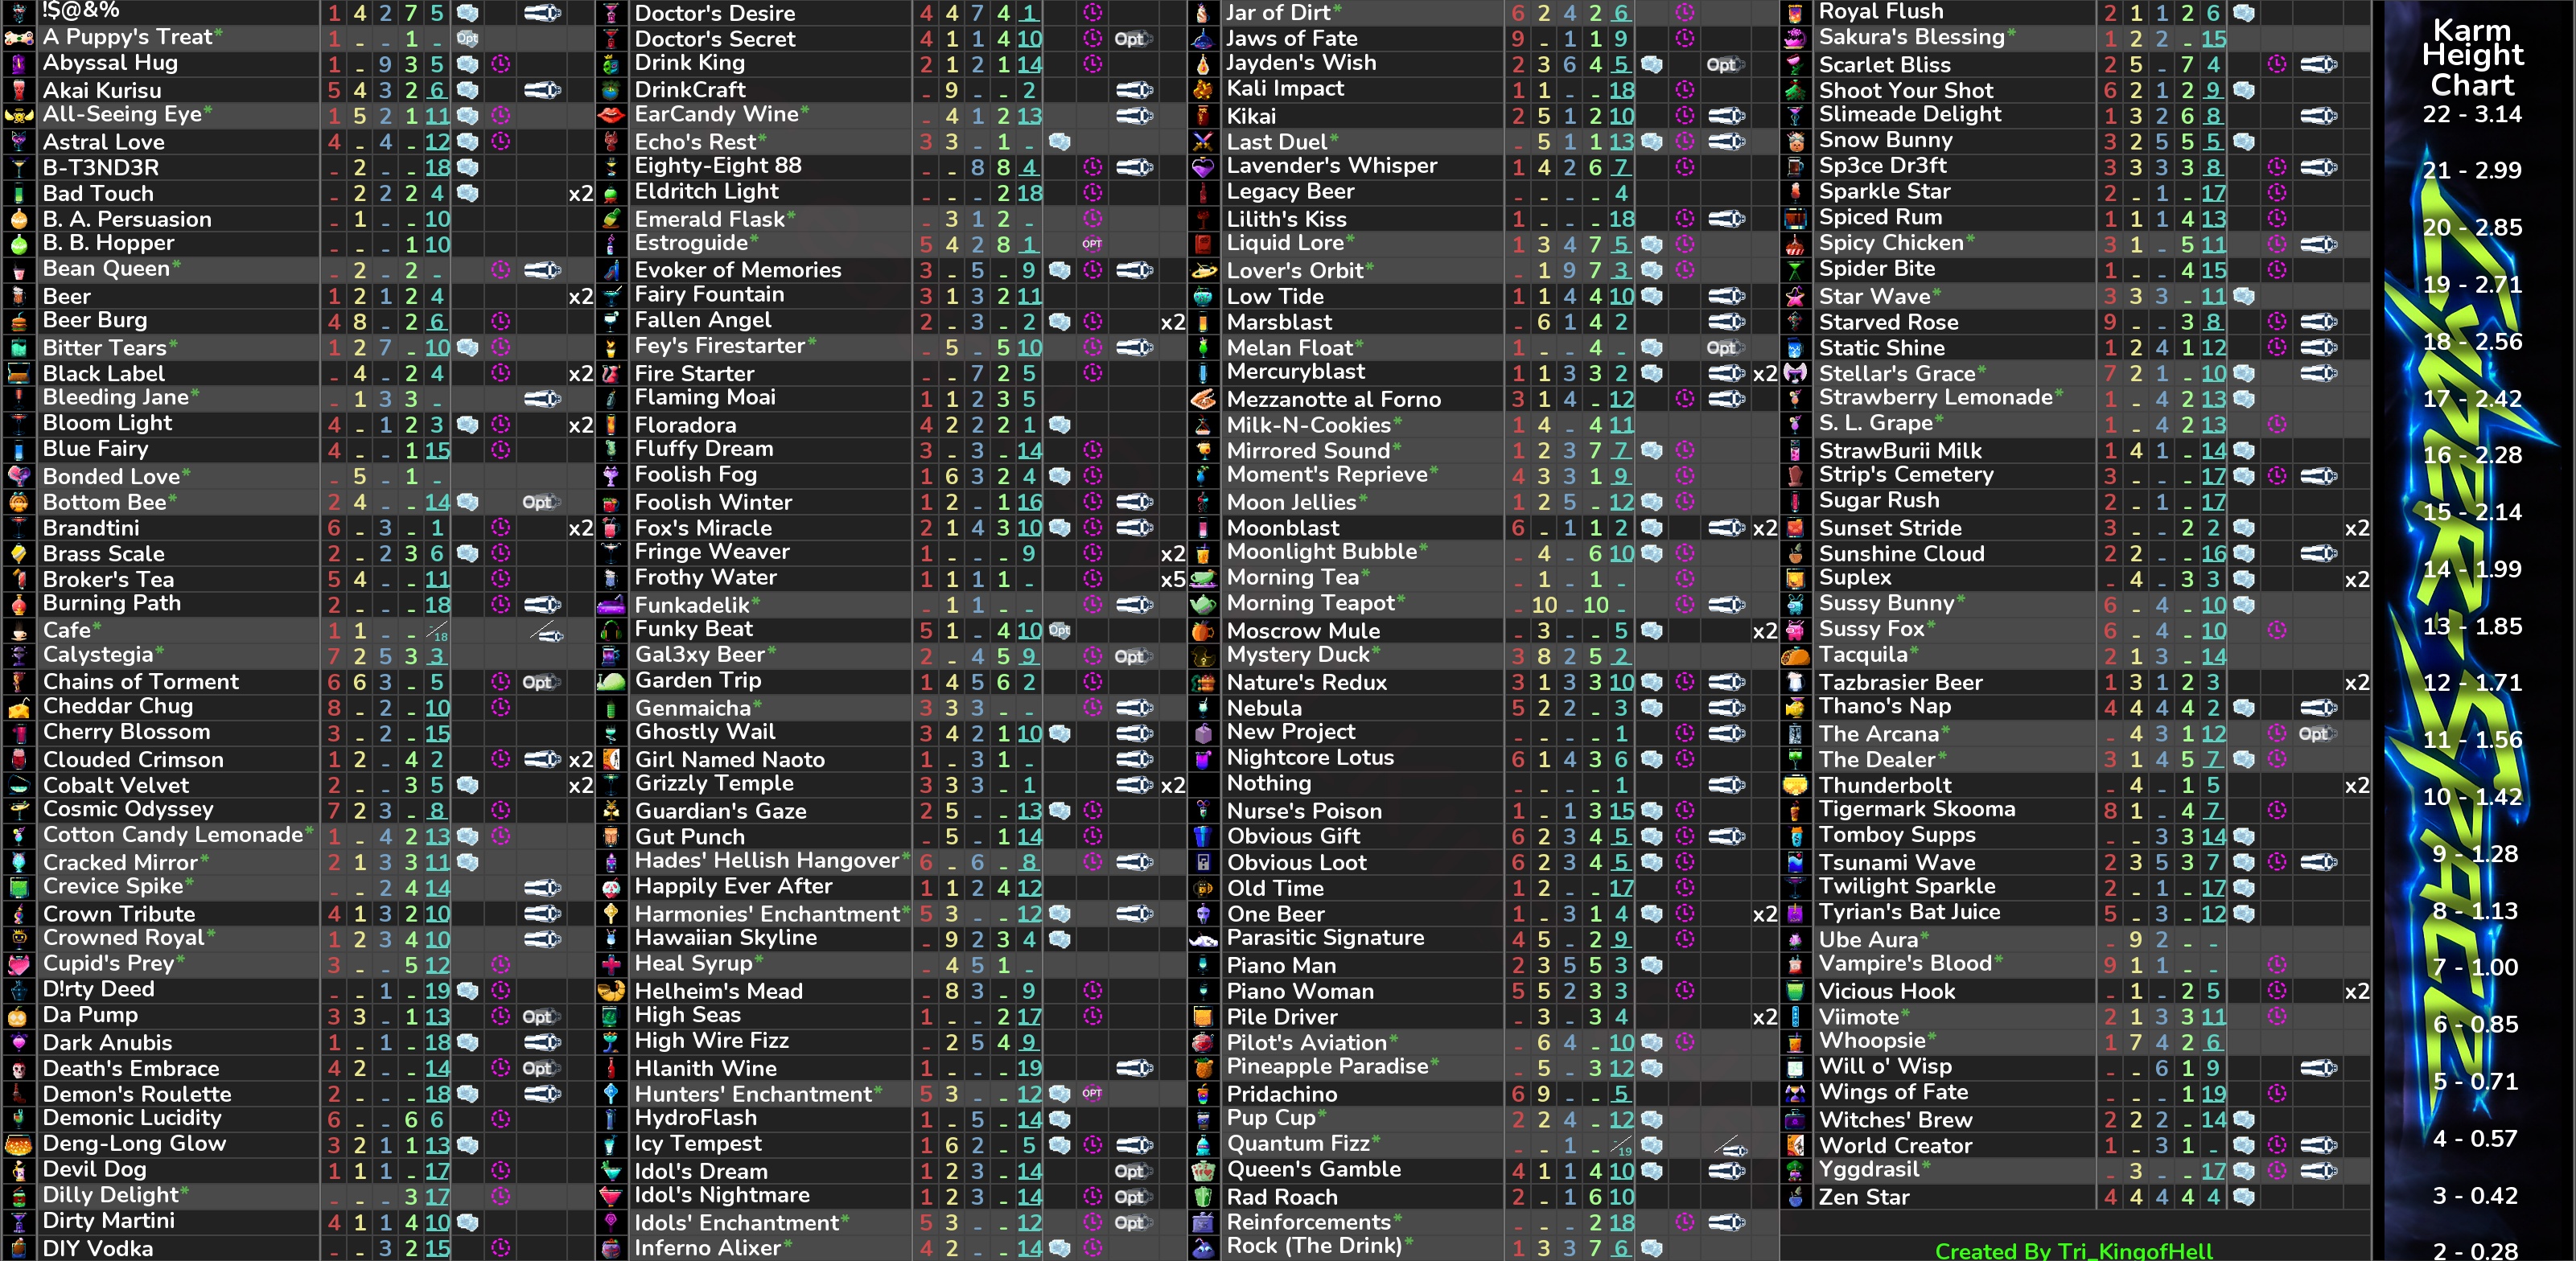 !$@&% 1 4 2 7 5
A Puppy's Treat* 1 - - 1 - Opt
Abyssal Hug 1 - 9 3 5
Akai Kurisu 5 4 3 2 6
All-Seeing Eye* 1 5 2 1 11
Astral Love 4 - 4 - 12
B-T3ND3R - 2 - - 18
Bad Touch - 2 2 2 4 x2
B. A. Persuasion - 1 - - 10
B. B. Hopper - - - 1 10
Bean Queen* - 2 - 2 -
Beer 1 2 1 2 4 x2
Beer Burg 4 8 - 2 6
Bitter Tears* 1 2 7 - 10
Black Label - 4 - 2 4 x2
Bleeding Jane* - 1 3 3 -
Bloom Light 4 - 1 2 3 x2
Blue Fairy 4 - - 1 15
Bonded Love* - 5 - 1 -
Bottom Bee* 2 4 - - 14 Opt
Brandtini 6 - 3 - 1 x2
Brass Scale 2 - 2 3 6
Broker's Tea 5 4 - - 11
Burning Path 2 - - - 18
Cafe* 1 1 - - -/18
Calystegia* 7 2 5 3 3
Chains of Torment 6 6 3 - 5 Opt
Cheddar Chug 8 - 2 - 10
Cherry Blossom 3 - 2 - 15
Clouded Crimson 1 2 - 4 2 x2
Cobalt Velvet 2 - - 3 5 x2
Cosmic Odyssey 7 2 3 - 8
Cotton Candy Lemonade* 1 - 4 2 13
Cracked Mirror* 2 1 3 3 11
Crevice Spike* - - 2 4 14
Crown Tribute 4 1 3 2 10
Crowned Royal* 1 2 3 4 10
Cupid's Prey* 3 - - 5 12
D!rty Deed - - 1 - 19
Da Pump 3 3 - 1 13 Opt
Dark Anubis 1 - 1 - 18
Death's Embrace 4 2 - - 14 Opt
Demon's Roulette 2 - - - 18
Demonic Lucidity 6 - - 6 6
Deng-Long Glow 3 2 1 1 13
Devil Dog 1 1 1 - 17
Dilly Delight* - - - 3 17
Dirty Martini 4 1 1 4 10
DIY Vodka - - 3 2 15
Doctor's Desire 4 4 7 4 1
Doctor's Secret 4 1 1 4 10 Opt
Drink King 2 1 2 1 14
DrinkCraft - 9 - - 2
EarCandy Wine* - 4 1 2 13
Echo's Rest* 3 3 - 1 -
Eighty-Eight 88 - - 8 8 4
Eldritch Light - - - 2 18
Emerald Flask* - 3 1 2 -
Estroguide* 5 4 2 8 1 OPT
Evoker of Memories 3 - 5 - 9
Fairy Fountain 3 1 3 2 11
Fallen Angel 2 - 3 - 2 x2
Fey's Firestarter* - 5 - 5 10
Fire Starter - - 7 2 5
Flaming Moai 1 1 2 3 5
Floradora 4 2 2 2 1
Fluffy Dream 3 - 3 - 14
Foolish Fog 1 6 3 2 4
Foolish Winter 1 2 - 1 16
Fox's Miracle 2 1 4 3 10
Fringe Weaver 1 - - - 9 x2
Frothy Water 1 1 1 1 - x5
Funkadelik* - 1 1 - -
Funky Beat 5 1 - 4 10 Opt
Gal3xy Beer* 2 - 4 5 9 Opt
Garden Trip 1 4 5 6 2
Genmaicha* 3 3 3 - -
Ghostly Wail 3 4 2 1 10
Girl Named Naoto 1 - 3 1 -
Grizzly Temple 3 3 3 - 1 x2
Guardian's Gaze 2 5 - - 13
Gut Punch - 5 - 1 14
Hades' Hellish Hangover* 6 - 6 - 8
Happily Ever After 1 1 2 4 12
Harmonies' Enchantment* 5 3 - - 12
Hawaiian Skyline - 9 2 3 4
Heal Syrup* - 4 5 1 -
Helheim's Mead - 8 3 - 9
High Seas 1 - - 2 17
High Wire Fizz - 2 5 4 9
Hlanith Wine 1 - - - 19
Hunters' Enchantment* 5 3 - - 12 OPT
HydroFlash 1 - 5 - 14
Icy Tempest 1 6 2 - 5
Idol's Dream 1 2 3 - 14 Opt
Idol's Nightmare 1 2 3 - 14 Opt
Idols' Enchantment* 5 3 - - 12 Opt
Inferno Alixer* 4 2 - - 14
Jar of Dirt* 6 2 4 2 6
Jaws of Fate 9 - 1 1 9
Jayden's Wish 2 3 6 4 5 Opt
Kali Impact 1 1 - - 18
Kikai 2 5 1 2 10
Last Duel* - 5 1 1 13
Lavender's Whisper 1 4 2 6 7
Legacy Beer - - - - 4
Lilith's Kiss 1 - - - 18
Liquid Lore* 1 3 4 7 5
Lover's Orbit* - 1 9 7 3
Low Tide 1 1 4 4 10
Marsblast - 6 1 4 2
Melan Float* 1 - - 4 - Opt
Mercuryblast 1 1 3 3 2 x2
Mezzanotte al Forno 3 1 4 - 12
Milk-N-Cookies* 1 4 - 4 11
Mirrored Sound* 1 2 3 7 7
Moment's Reprieve* 4 3 3 1 9
Moon Jellies* 1 2 5 - 12
Moonblast 6 - 1 1 2 x2
Moonlight Bubble* - 4 - 6 10
Morning Tea* - 1 - 1 -
Morning Teapot* - 10 - 10 -
Moscrow Mule - 3 - - 5 x2
Mystery Duck* 3 8 2 5 2
Nature's Redux 3 1 3 3 10
Nebula 5 2 2 - 3
New Project - - - - 1
Nightcore Lotus 6 1 4 3 6
Nothing - - - - 1
Nurse's Poison 1 - 1 3 15
Obvious Gift 6 2 3 4 5
Obvious Loot 6 2 3 4 5
Old Time 1 2 - - 17
One Beer 1 - 3 1 4 x2
Parasitic Signature 4 5 - 2 9
Piano Man 2 3 5 5 3
Piano Woman 5 5 2 3 3
Pile Driver - 3 - 3 4 x2
Pilot's Aviation* - 6 4 - 10
Pineapple Paradise* - 5 - 3 12
Pridachino 6 9 - - 5
Pup Cup* 2 2 4 - 12
Quantum Fizz* - - 1 - -/19
Queen's Gamble 4 1 1 4 10
Rad Roach 2 - 1 6 10
Reinforcements* - - - 2 18
Rock (The Drink)* 1 3 3 7 6
Royal Flush 2 1 1 2 6
Sakura's Blessing* 1 2 2 - 15
Scarlet Bliss 2 5 - 7 4
Shoot Your Shot 6 2 1 2 9
Slimeade Delight 1 3 2 6 8
Snow Bunny 3 2 5 5 5
Sp3ce Dr3ft 3 3 3 3 8
Sparkle Star 2 - 1 - 17
Spiced Rum 1 1 1 4 13
Spicy Chicken* 3 1 - 5 11
Spider Bite 1 - - 4 15
Star Wave* 3 3 3 - 11
Starved Rose 9 - - 3 8
Static Shine 1 2 4 1 12
Stellar's Grace* 7 2 1 - 10
Strawberry Lemonade* 1 - 4 2 13
S. L. Grape* 1 - 4 2 13
StrawBurii Milk 1 4 1 - 14
Strip's Cemetery 3 - - - 17
Sugar Rush 2 - 1 - 17
Sunset Stride 3 - - 2 2 x2
Sunshine Cloud 2 2 - - 16
Suplex - 4 - 3 3 x2
Sussy Bunny* 6 - 4 - 10
Sussy Fox* 6 - 4 - 10
Tacquila* 2 1 3 - 14
Tazbrasier Beer 1 3 1 2 3 x2
Thano's Nap 4 4 4 4 2
The Arcana* - 4 3 1 12 Opt
The Dealer* 3 1 4 5 7
Thunderbolt - 4 - 1 5 x2
Tigermark Skooma 8 1 - 4 7
Tomboy Supps - - 3 3 14
Tsunami Wave 2 3 5 3 7
Twilight Sparkle 2 - 1 - 17
Tyrian's Bat Juice 5 - 3 - 12
Ube Aura* - 9 2 - -
Vampire's Blood* 9 1 1 - -
Vicious Hook - 1 - 2 5 x2
Viimote* 2 1 3 3 11
Whoopsie* 1 7 4 2 6
Will o' Wisp - - 6 1 9
Wings of Fate - - - 1 19
Witches' Brew 2 2 2 - 14
World Creator 1 - 3 1 -
Yggdrasil* - 3 - - 17
Zen Star 4 4 4 4 4
Created By Tri_KingofHell
Karm
Height
Chart
22 - 3.14
21 - 2.99
20 - 2.85
19 - 2.71
18 - 2.56
17 - 2.42
16 - 2.28
15 - 2.14
14 - 1.99
13 - 1.85
12 - 1.71
11 - 1.56
10 - 1.42
9 - 1.28
8 - 1.13
7 - 1.00
6 - 0.85
5 - 0.71
4 - 0.57
3 - 0.42
2 - 0.28